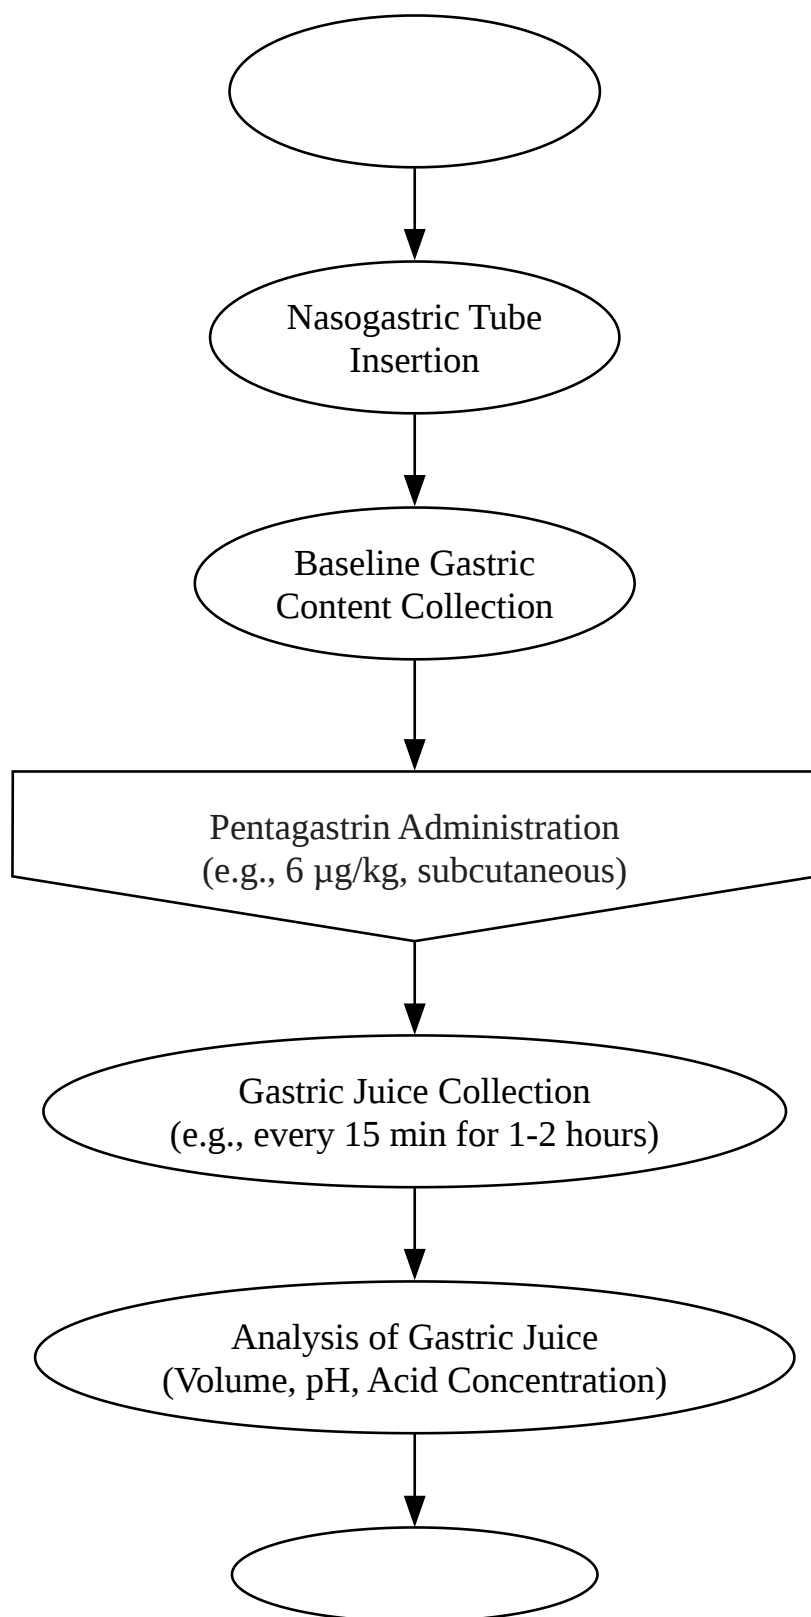 Nasogastric Tube
Insertion
Baseline Gastric
Content Collection
Pentagastrin Administration
(e.g., 6 µg/kg, subcutaneous)
Gastric Juice Collection
(e.g., every 15 min for 1-2 hours)
Analysis of Gastric Juice
(Volume, pH, Acid Concentration)